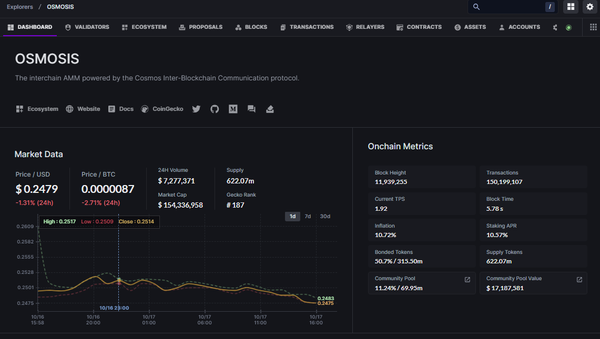 Explorers / OSMOSIS
/
DASHBOARD VALIDATORS ECOSYSTEM PROPOSALS BLOCKS TRANSACTIONS RELAYERS CONTRACTS ASSETS ACCOUNTS
OSMOSIS
The interchain AMM powered by the Cosmos Inter-Blockchain Communication protocol.
Ecosystem Website Docs CoinGecko
Market Data
Price / USD
$ 0.2479
-1.31% (24h)
Price / BTC
0.0000087
-2.71% (24h)
24H Volume
$ 7,277,371
Market Cap
$ 154,336,958
Supply
622.07m
Gecko Rank
# 187
High : 0.2517 Low : 0.2509 Close : 0.2514
1d 7d 30d
0.2609
0.2582
0.2555
0.2528
0.2501
0.2475
0.2483
0.2475
10/16 23:00
10/16 15:58
10/16 20:00
10/17 01:00
10/17 06:00
10/17 11:00
10/17 16:00
Onchain Metrics
Block Height
11,939,255
Transactions
150,199,107
Current TPS
1.92
Block Time
5.78 s
Inflation
10.72%
Staking APR
10.57%
Bonded Tokens
50.7% / 315.50m
Supply Tokens
622.07m
Community Pool
11.24% / 69.95m
Community Pool Value
$ 17,187,581